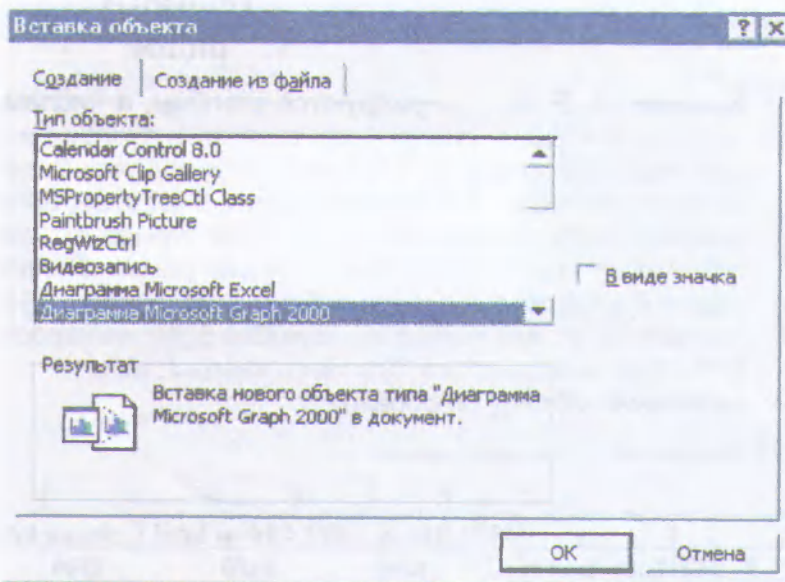 Вставка объекта
Создание
Создание из файла
Тип объекта:
Calendar Control 8.0
Microsoft Clip Gallery
MSPropertyTreeCtl Class
Paintbrush Picture
RegWizCtrl
Видеозапись
Диаграмма Microsoft Excel
Диаграмма Microsoft Graph 2000
В виде значка
Результат
Вставка нового объекта типа "Диаграмма
Microsoft Graph 2000" в документ.
ОК
Отмена